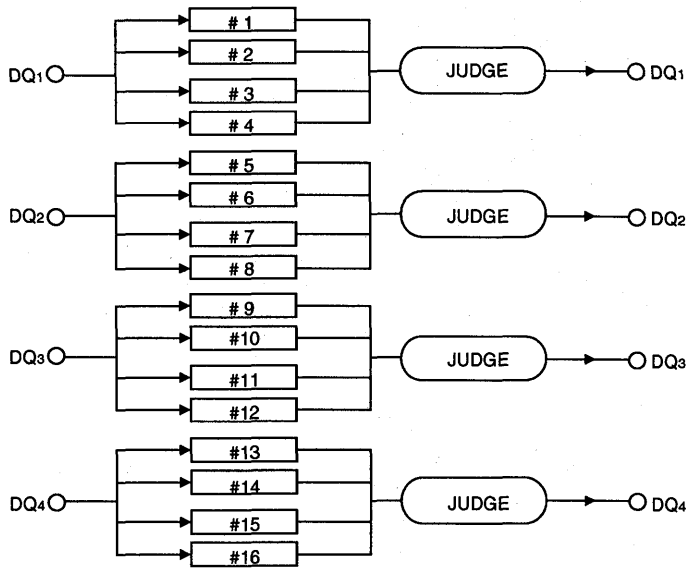 # 1
# 2
DQ1
JUDGE
DQ1
# 3
# 4
# 5
# 6
DQ2
JUDGE
DQ2
# 7
# 8
# 9
#10
DQ3
JUDGE
DQ3
#11
#12
#13
#14
DQ4
JUDGE
DQ4
#15
#16